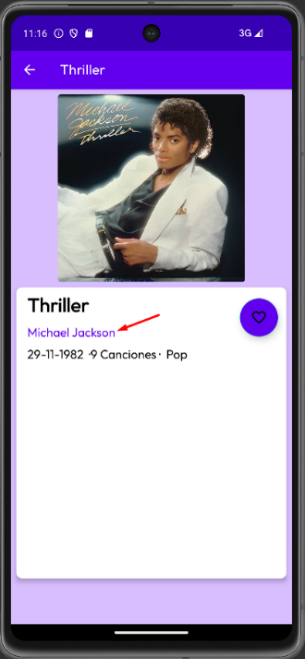 11:16 3G
Thriller
Michael
Jackson
Thriller
Thriller
Michael Jackson
29-11-1982 · 9 Canciones · Pop